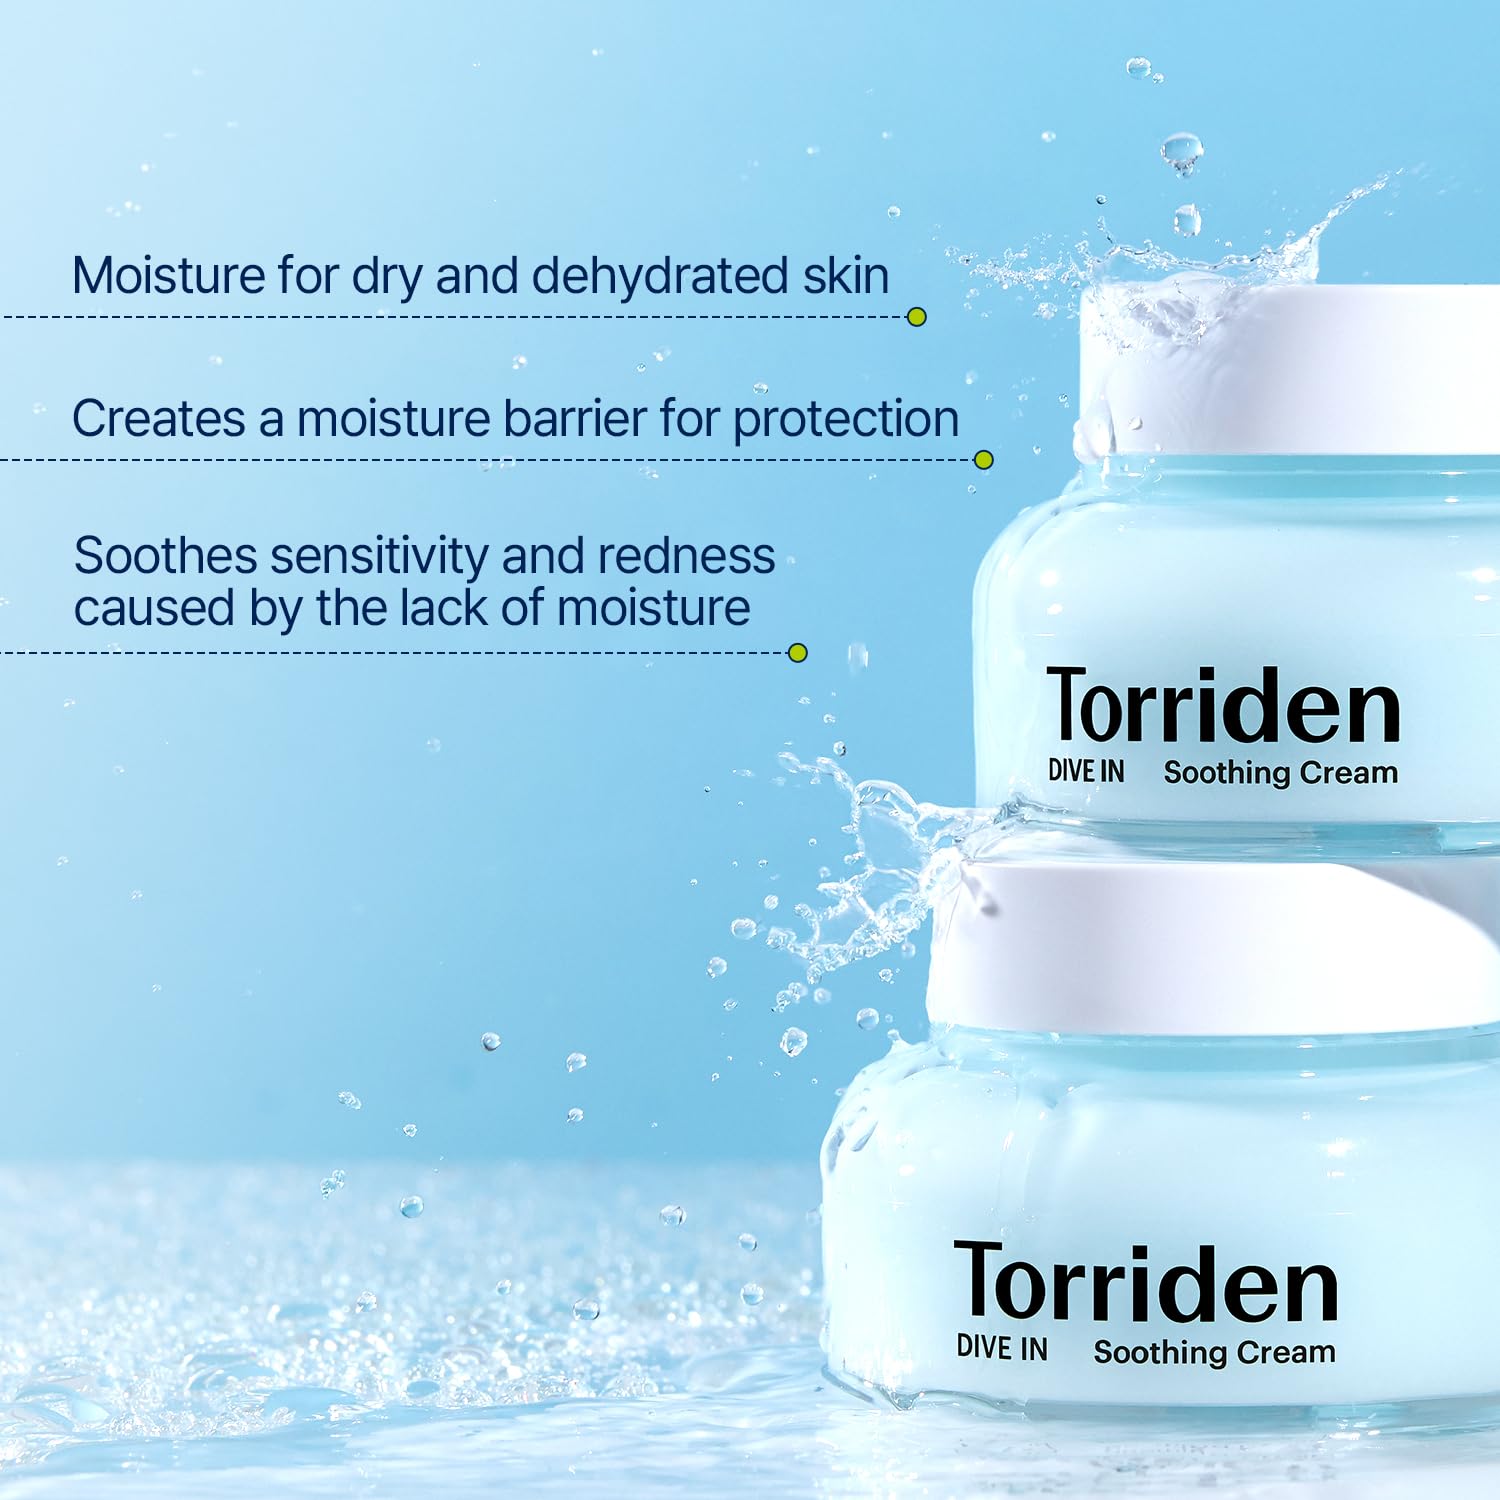 Moisture for dry and dehydrated skin
Creates a moisture barrier for protection
Soothes sensitivity and redness
caused by the lack of moisture
Torriden
DIVE IN Soothing Cream
Torriden
DIVE IN Soothing Cream